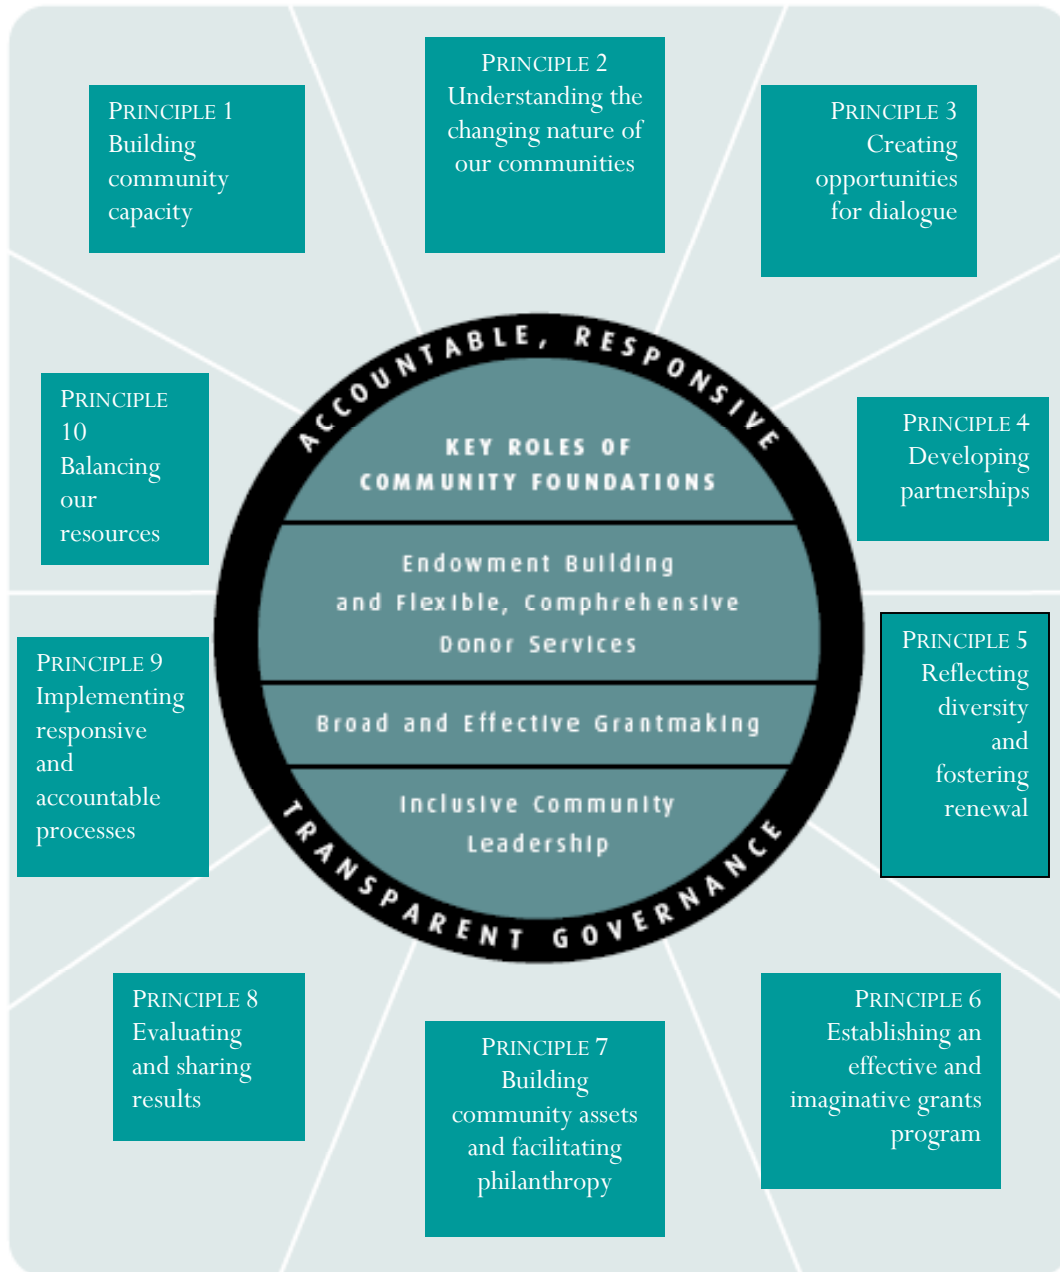 PRINCIPLE 1
Building
community
capacity
PRINCIPLE 2
Understanding the
changing nature of
our communities
PRINCIPLE 3
Creating
opportunities
for dialogue
PRINCIPLE
10
Balancing
our
resources
ACCOUNTABLE, RESPONSIVE
KEY ROLES OF
COMMUNITY FOUNDATIONS
Endowment Building
and Flexible, Comphrehensive
Donor Services
Broad and Effective Grantmaking
Inclusive Community
Leadership
TRANSPARENT GOVERNANCE
PRINCIPLE 4
Developing
partnerships
PRINCIPLE 9
Implementing
responsive
and
accountable
processes
PRINCIPLE 5
Reflecting
diversity
and
fostering
renewal
PRINCIPLE 8
Evaluating
and sharing
results
PRINCIPLE 7
Building
community assets
and facilitating
philanthropy
PRINCIPLE 6
Establishing an
effective and
imaginative grants
program